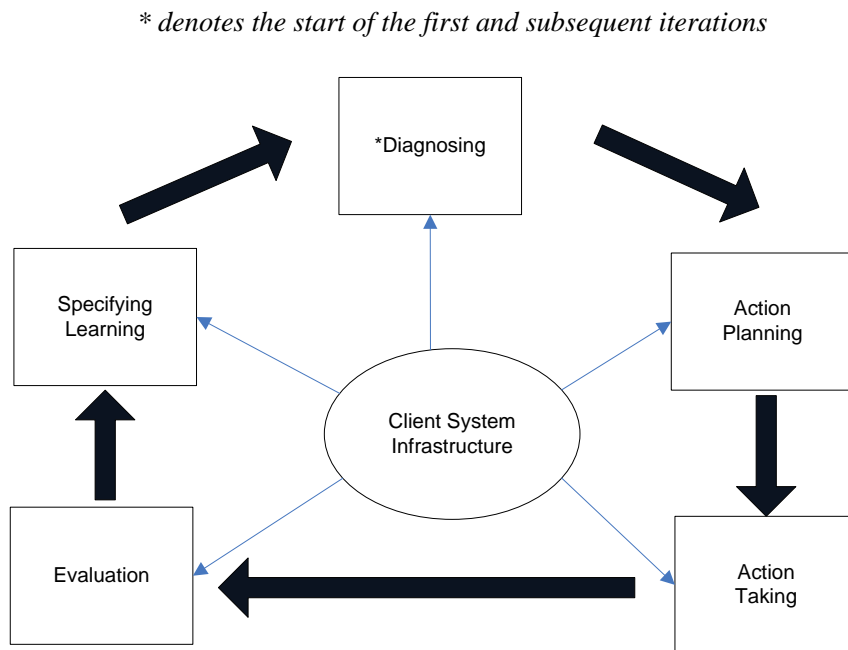 * denotes the start of the first and subsequent iterations
*Diagnosing
Specifying
Learning
Action
Planning
Client System
Infrastructure
Evaluation
Action
Taking